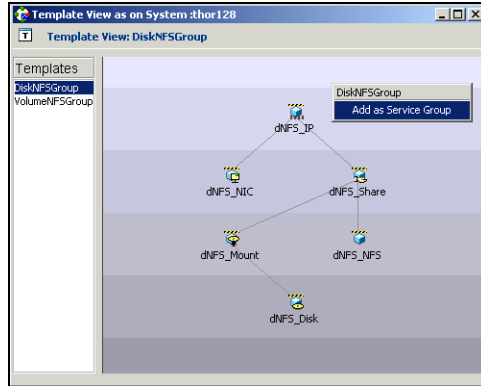 Template View as on System :thor128
Template View: DiskNFSGroup
Templates
DiskNFSGroup
VolumeNFSGroup
DiskNFSGroup
Add as Service Group
dNFS_IP
dNFS_NIC
dNFS_Share
dNFS_Mount
dNFS_NFS
dNFS_Disk